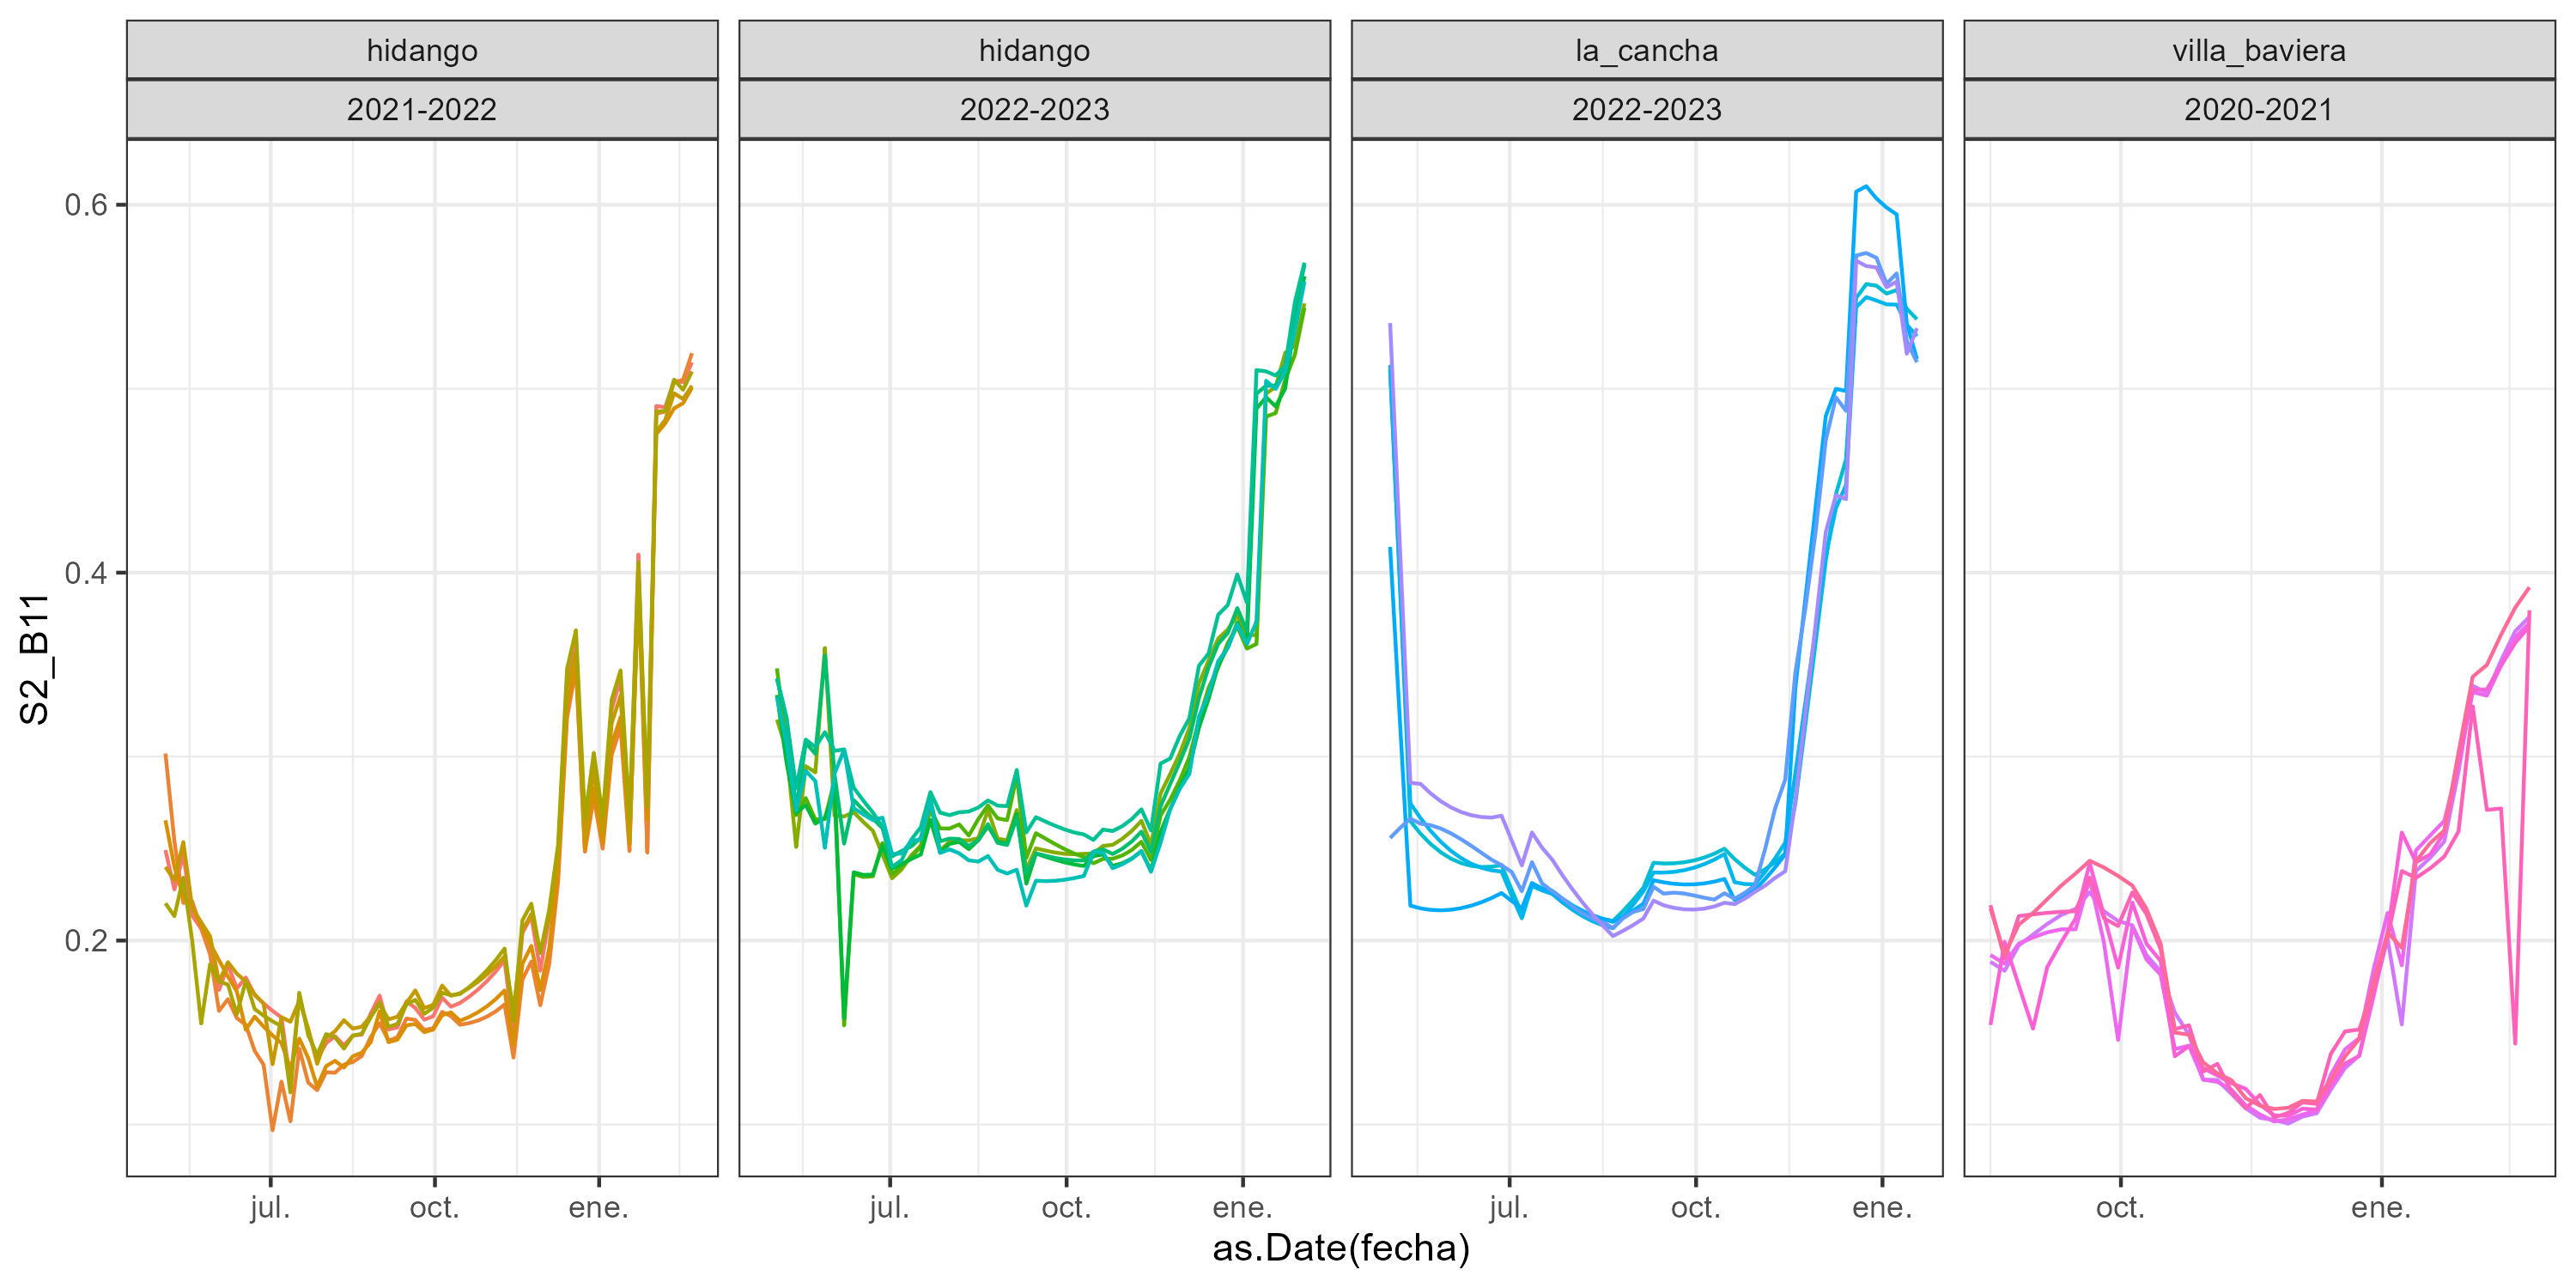 hidango
hidango
la_cancha
villa_baviera
2021-2022
2022-2023
2022-2023
2020-2021
S2_B11
0.6
0.4
0.2
jul.
oct.
ene.
jul.
oct.
ene.
jul.
oct.
ene.
oct.
ene.
as.Date(fecha)